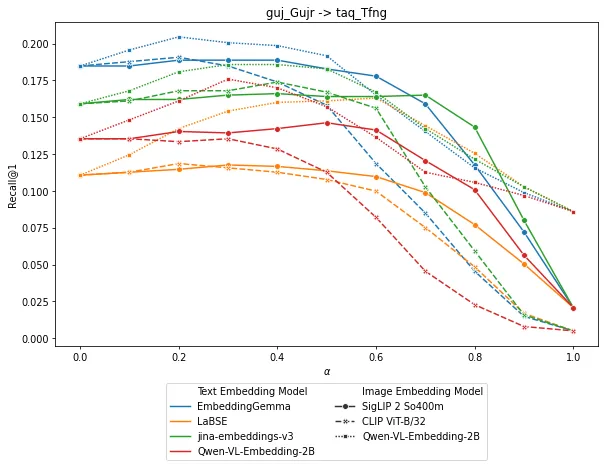 guj_Gujr -> taq_Tfng
0.200
0.175
0.150
0.125
0.100
0.075
0.050
0.025
0.000
Recall@1
0.0 0.2 0.4 0.6 0.8 1.0
α
Text Embedding Model
EmbeddingGemma
LaBSE
jina-embeddings-v3
Qwen-VL-Embedding-2B
Image Embedding Model
SigLIP 2 So400m
CLIP ViT-B/32
Qwen-VL-Embedding-2B